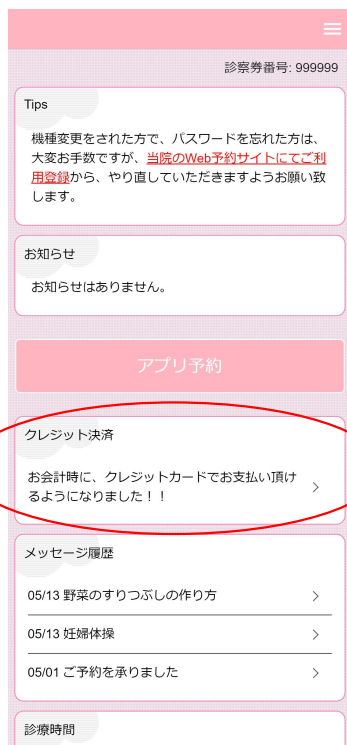 診察券番号: 999999
Tips
機種変更をされた方で、パスワードを忘れた方は、
大変お手数ですが、当院のWeb予約サイトにてご利
用登録から、やり直していただきますようお願い致
します。
お知らせ
お知らせはありません。
アプリ予約
クレジット決済
お会計時に、クレジットカードでお支払い頂け
るようになりました！！
メッセージ履歴
05/13 野菜のすりつぶしの作り方
05/13 妊婦体操
05/01 ご予約を承りました
診療時間